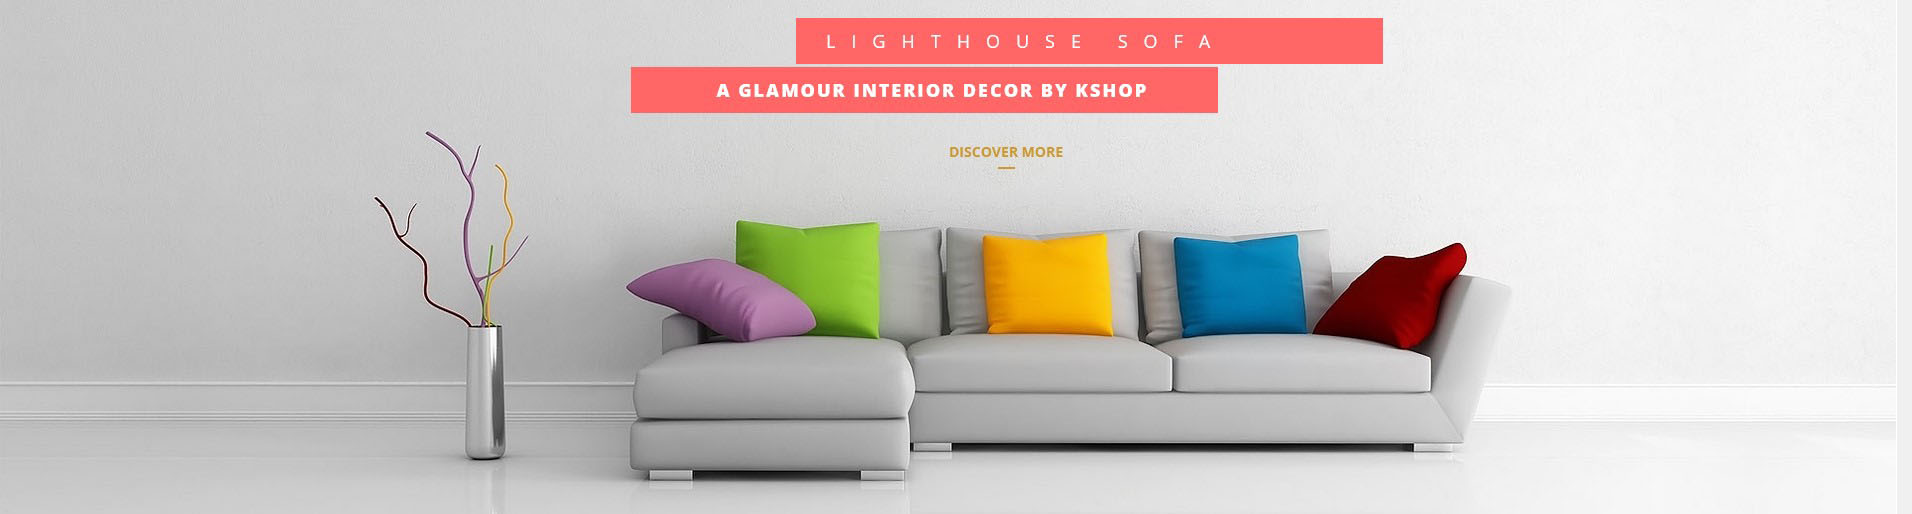 LIGHTHOUSE SOFA
A GLAMOUR INTERIOR DECOR BY KSHOP
DISCOVER MORE